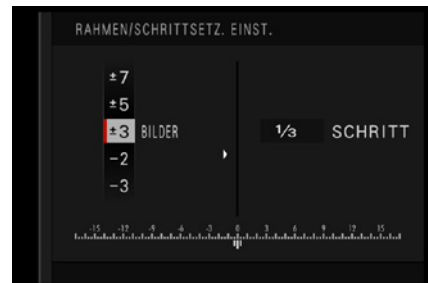 RAHMEN/SCHRITTSETZ. EINST.
±7
±5
±3 BILDER
1/3 SCHRITT
−2
−3
-15 -12 -9 -6 -3 0 3 6 9 12 15